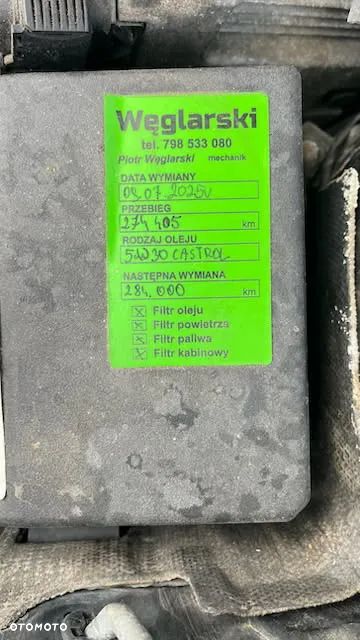 Węglarski
tel. 798 533 080
Piotr Węglarski mechanik
DATA WYMIANY
09.07.2025r
PRZEBIEG
274 405 km
RODZAJ OLEJU
5W30 CASTROL
NASTĘPNA WYMIANA
284.000 km
x Filtr oleju
x Filtr powietrza
x Filtr paliwa
x Filtr kabinowy
OTOMOTO